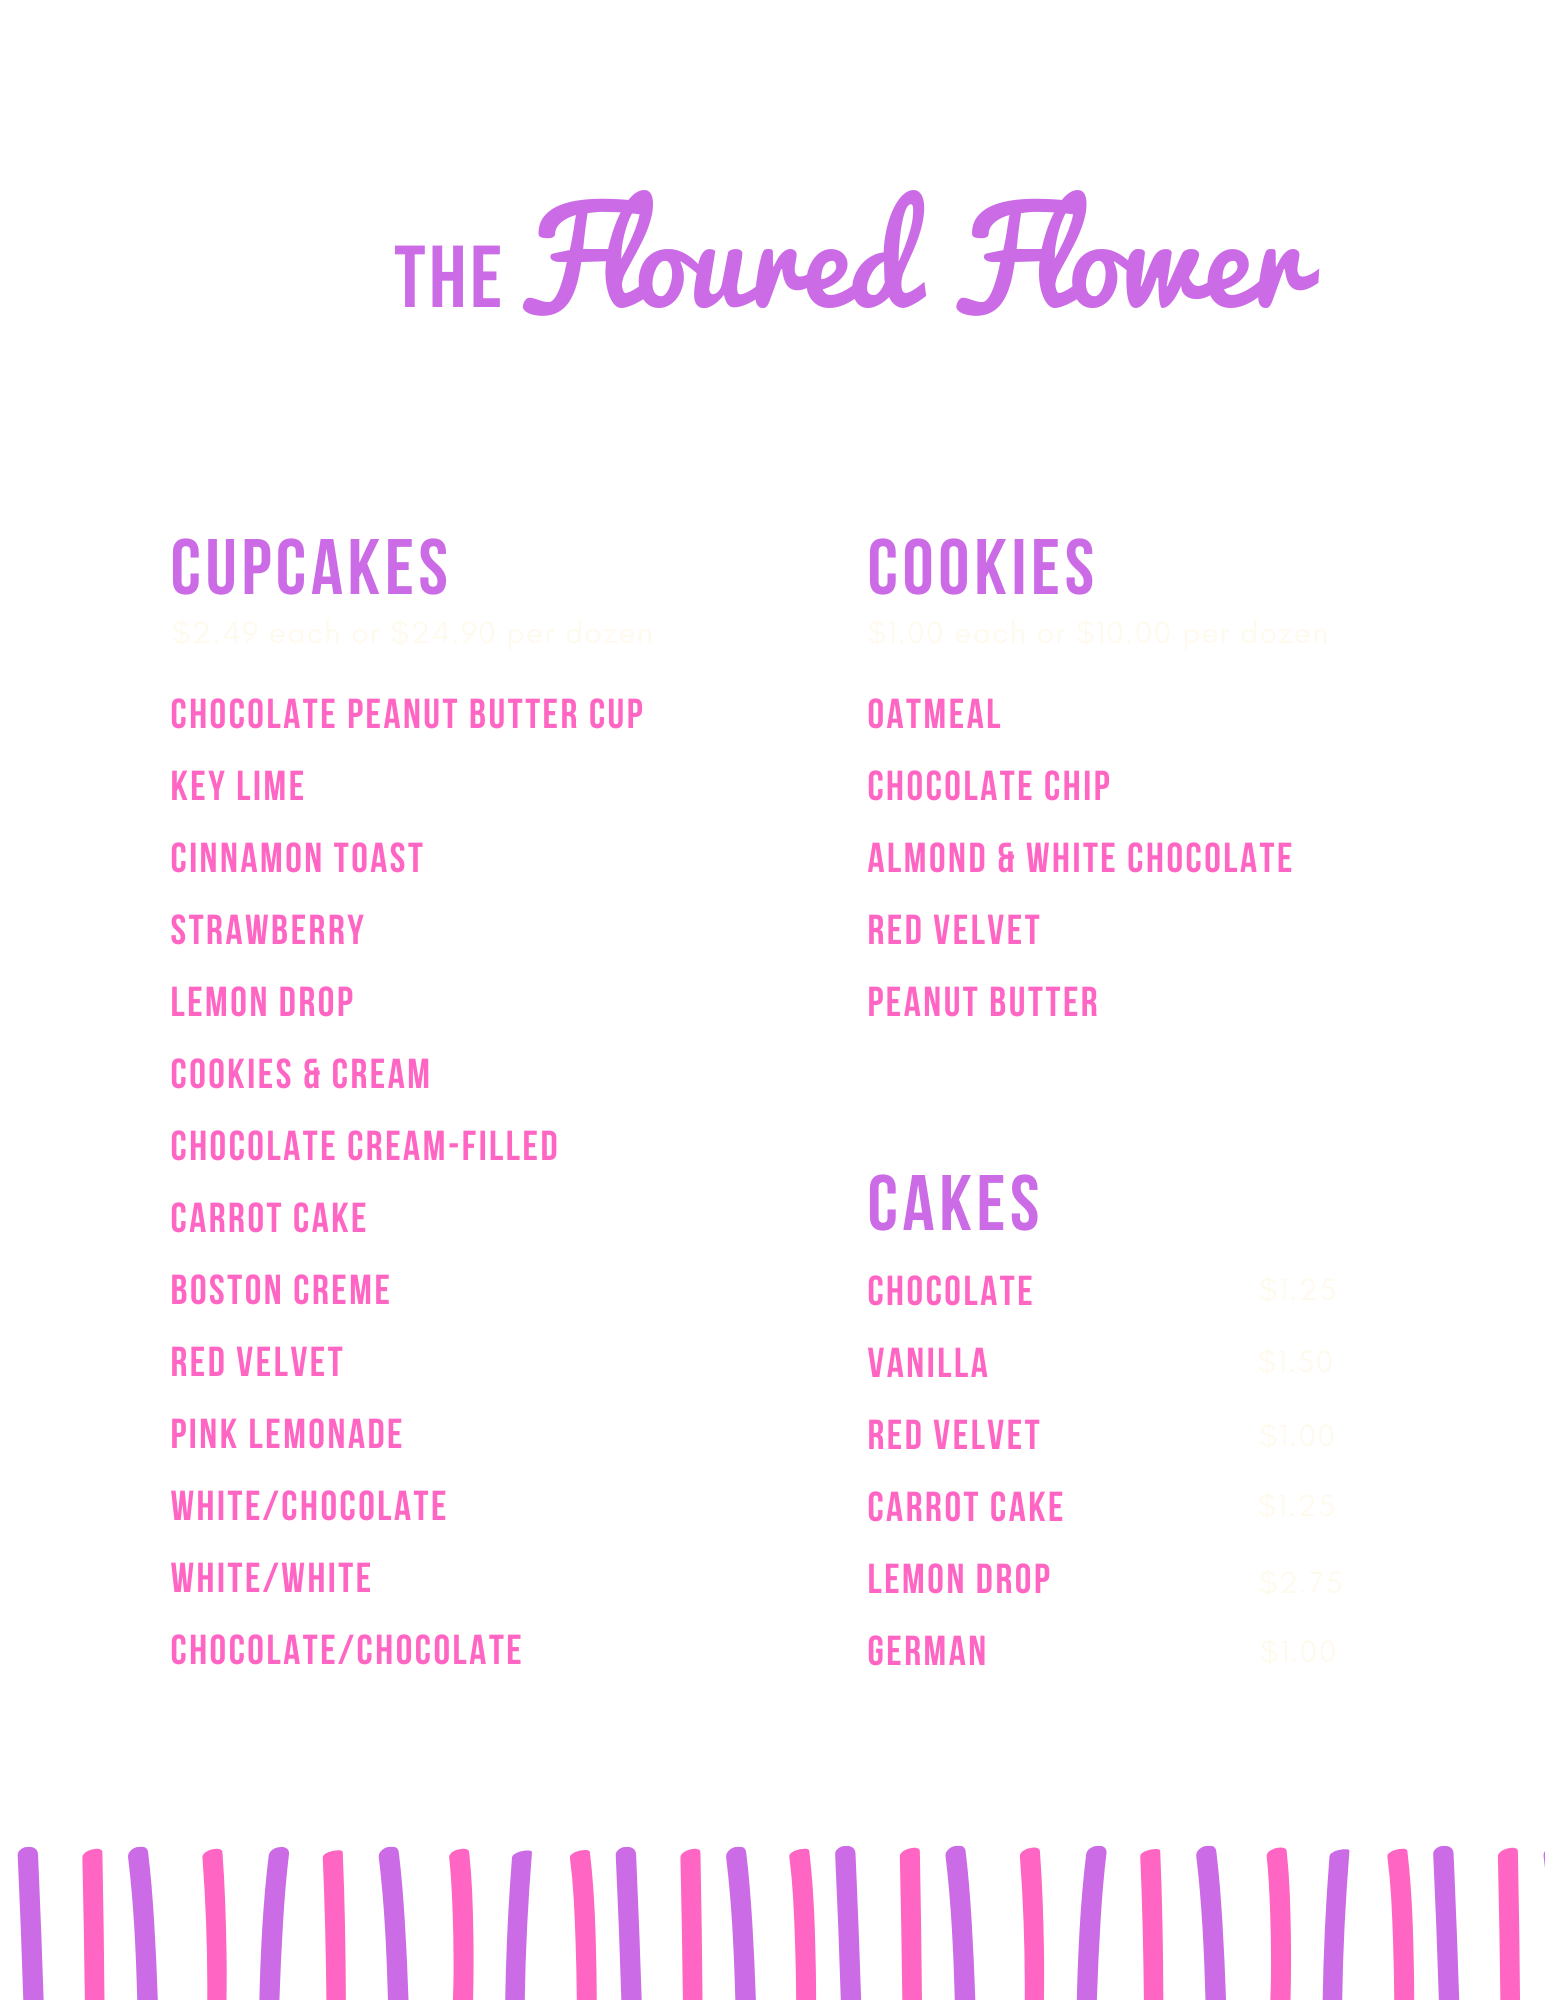 THE Floured Flower
CUPCAKES
$2.49 each or $24.90 per dozen
CHOCOLATE PEANUT BUTTER CUP
KEY LIME
CINNAMON TOAST
STRAWBERRY
LEMON DROP
COOKIES & CREAM
CHOCOLATE CREAM-FILLED
CARROT CAKE
BOSTON CREME
RED VELVET
PINK LEMONADE
WHITE/CHOCOLATE
WHITE/WHITE
CHOCOLATE/CHOCOLATE
COOKIES
$1.00 each or $10.00 per dozen
OATMEAL
CHOCOLATE CHIP
ALMOND & WHITE CHOCOLATE
RED VELVET
PEANUT BUTTER
CAKES
CHOCOLATE $1.25
VANILLA $1.50
RED VELVET $1.00
CARROT CAKE $1.25
LEMON DROP $2.75
GERMAN $1.00